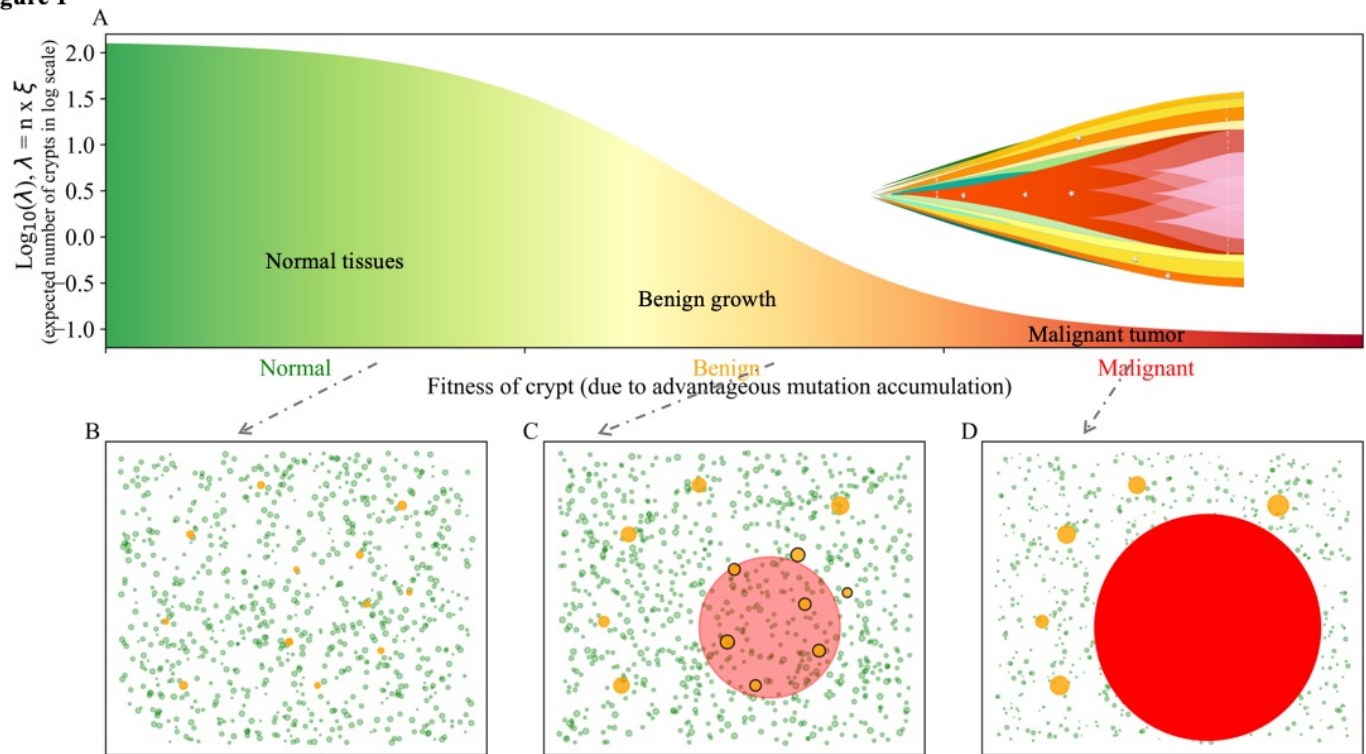 gure 1
A
Log10(λ), λ = n x ξ
(expected number of crypts in log scale)
2.0
1.5
1.0
0.5
0.0
−0.5
−1.0
Normal tissues
Benign growth
Malignant tumor
Normal
Benign
Malignant
Fitness of crypt (due to advantageous mutation accumulation)
B
C
D